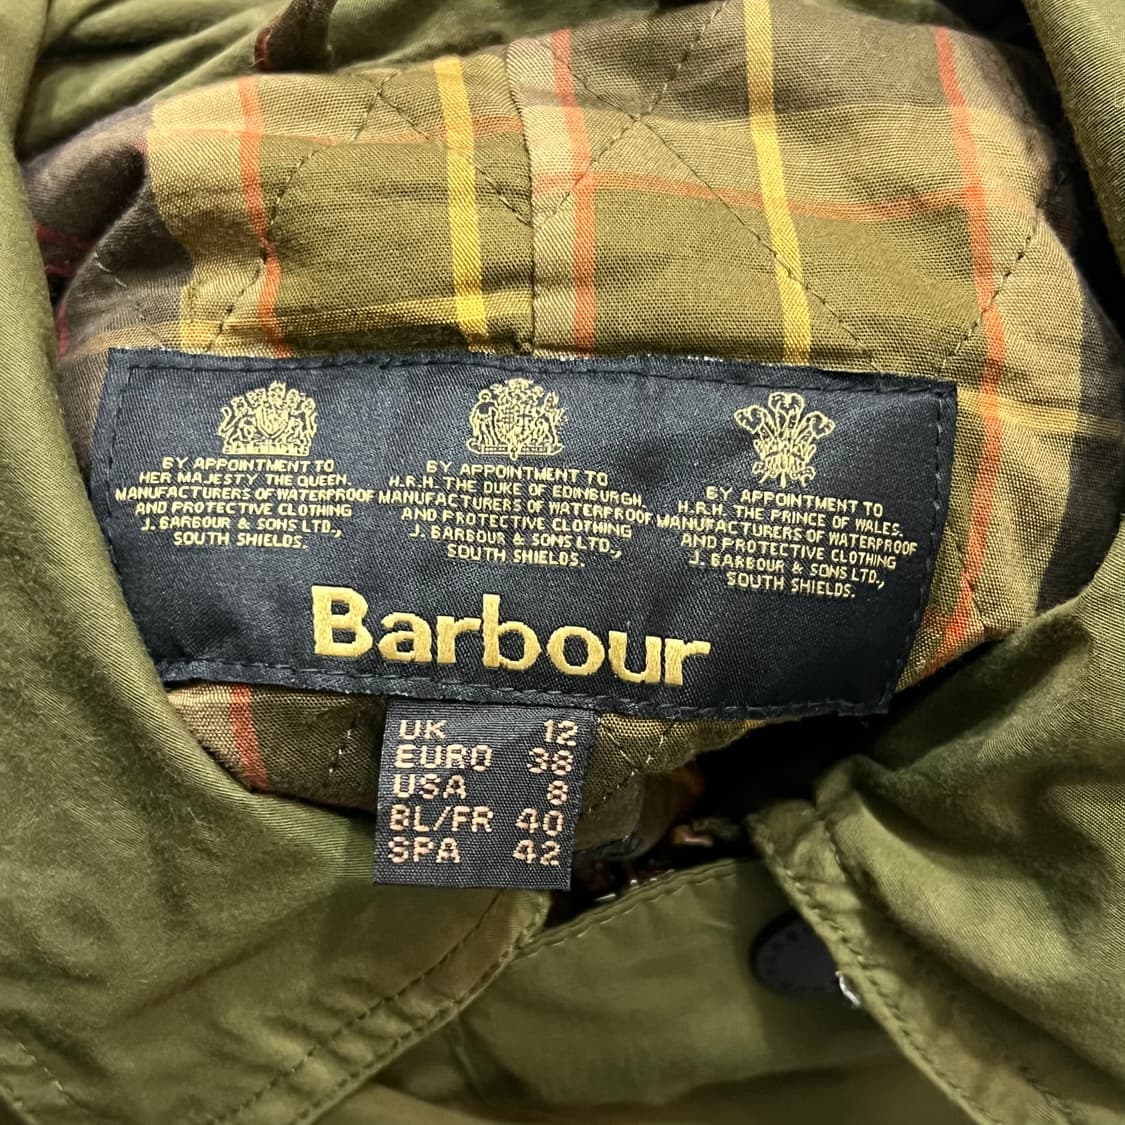 BY APPOINTMENT TO
HER MAJESTY THE QUEEN.
MANUFACTURERS OF WATERPROOF
AND PROTECTIVE CLOTHING
J. BARBOUR & SONS LTD.,
SOUTH SHIELDS.
BY APPOINTMENT TO
H.R.H. THE DUKE OF EDINBURGH.
MANUFACTURERS OF WATERPROOF
AND PROTECTIVE CLOTHING
J. BARBOUR & SONS LTD.,
SOUTH SHIELDS.
BY APPOINTMENT TO
H.R.H. THE PRINCE OF WALES.
MANUFACTURERS OF WATERPROOF
AND PROTECTIVE CLOTHING
J. BARBOUR & SONS LTD.,
SOUTH SHIELDS.
Barbour
UK 12
EURO 38
USA 8
BL/FR 40
SPA 42